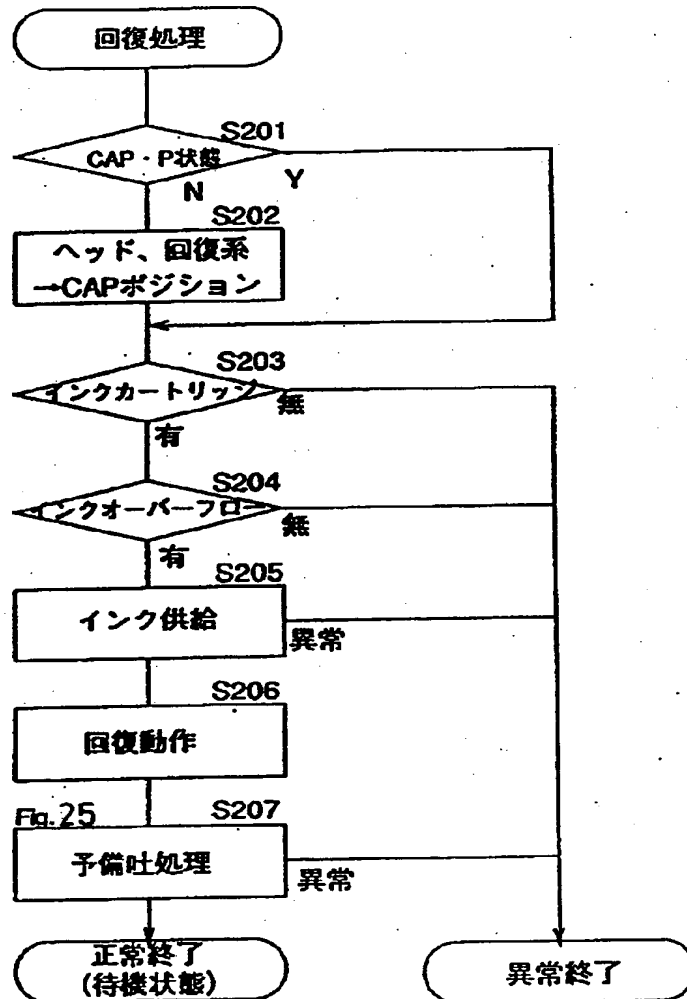 回復処理
S201
CAP・P状態
N
Y
S202
ヘッド、回復系
→CAPポジション
S203
インクカートリッジ
無
有
S204
インクオーバーフロー
無
有
S205
インク供給
異常
S206
回復動作
Fig. 25
S207
予備吐処理
異常
正常終了
(待機状態)
異常終了